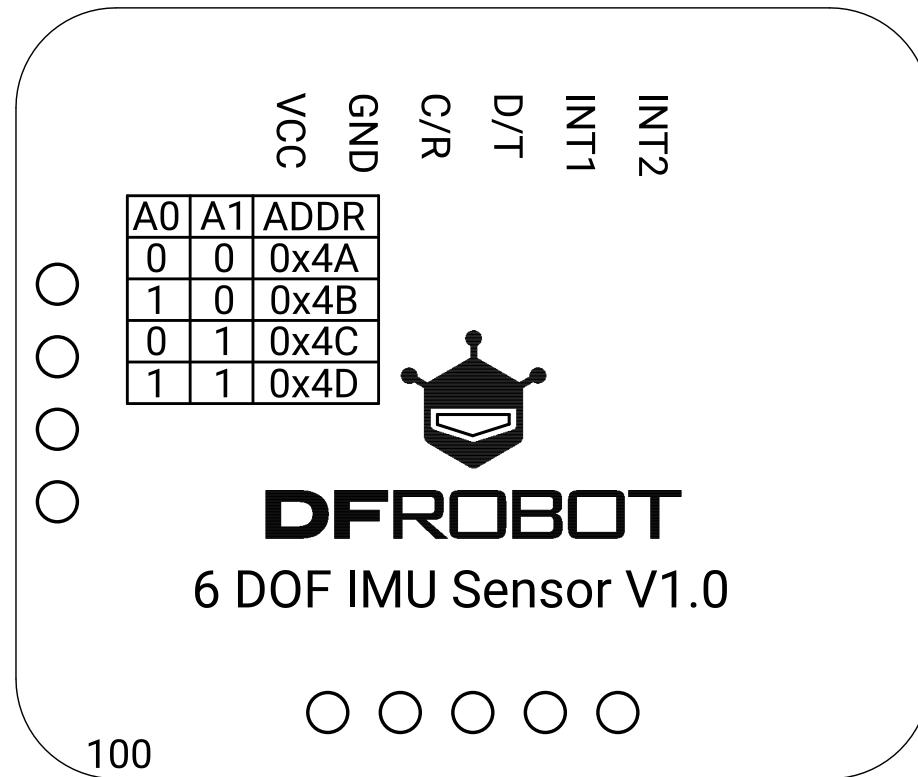 VCC GND C/R D/T INT1 INT2
A0 A1 ADDR
0 0 0x4A
1 0 0x4B
0 1 0x4C
1 1 0x4D
DFROBOT
6 DOF IMU Sensor V1.0
100